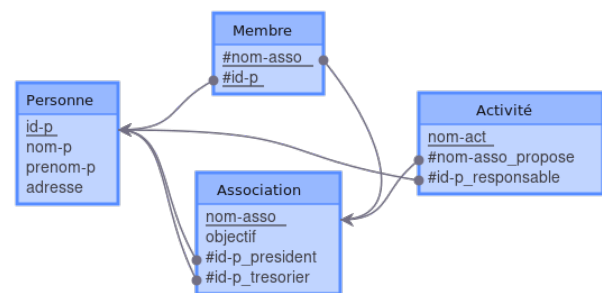 Membre
#nom-asso
#id-p
Personne
id-p
nom-p
prenom-p
adresse
Activité
nom-act
#nom-asso_propose
#id-p_responsable
Association
nom-asso
objectif
#id-p_president
#id-p_tresorier